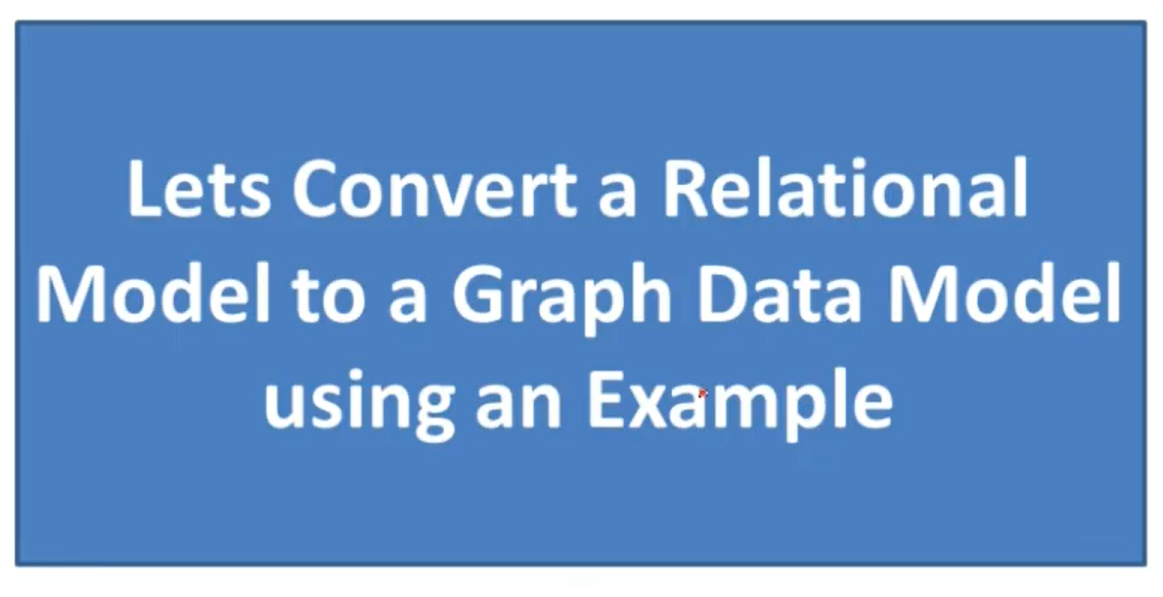 Lets Convert a Relational
Model to a Graph Data Model
using an Example